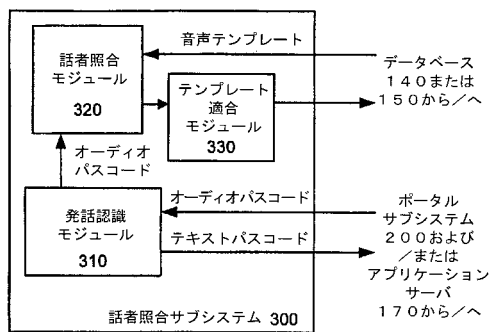 音声テンプレート
話者照合
モジュール
320
テンプレート
適合
モジュール
330
データベース
140または
150から/へ
オーディオ
パスコード
発話認識
モジュール
310
オーディオパスコード
テキストパスコード
ポータル
サブシステム
200および
/または
アプリケーション
サーバ
170から/へ
話者照合サブシステム 300